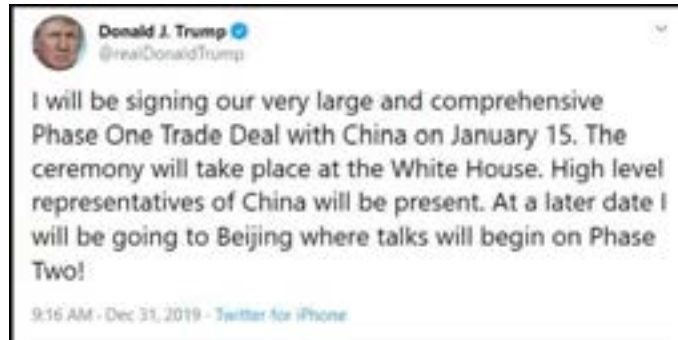 Donald J. Trump
@realDonaldTrump
I will be signing our very large and comprehensive
Phase One Trade Deal with China on January 15. The
ceremony will take place at the White House. High level
representatives of China will be present. At a later date I
will be going to Beijing where talks will begin on Phase
Two!
9:16 AM - Dec 31, 2019 - Twitter for iPhone